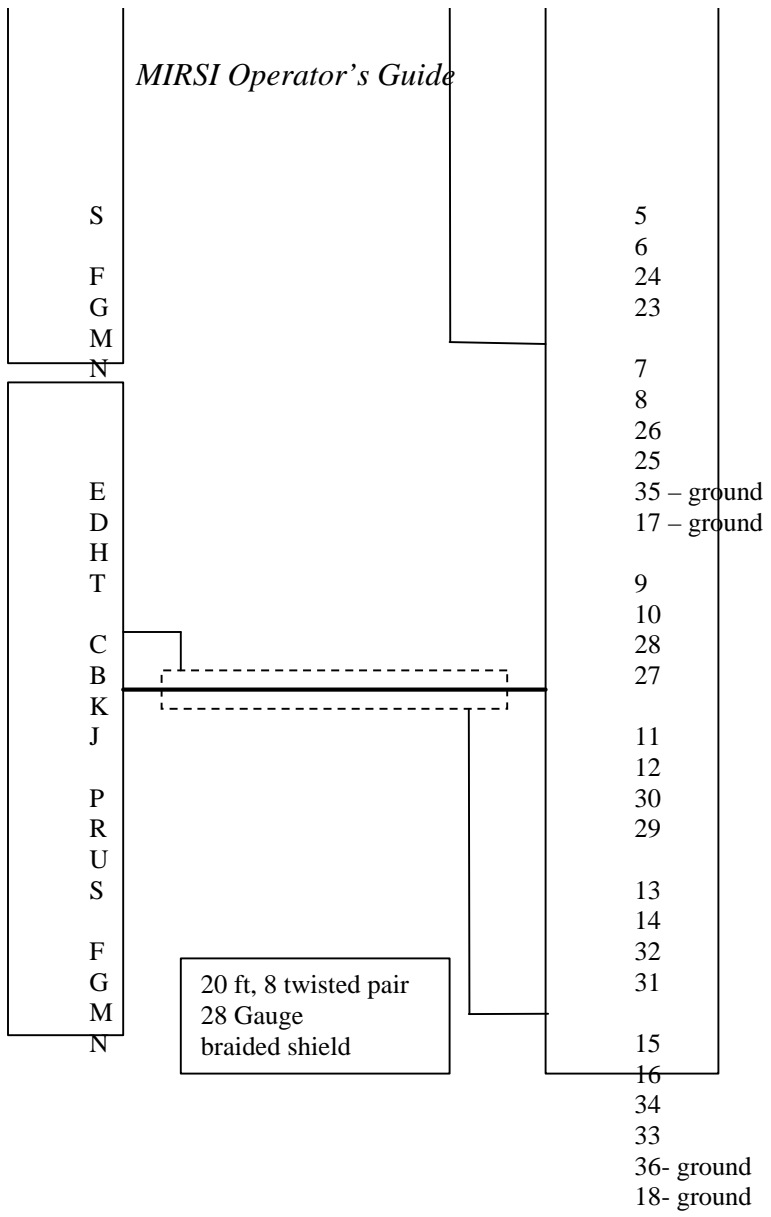 MIRSI Operator's Guide
S
F
G
M
N
E
D
H
T
C
B
K
J
P
R
U
S
F
G
M
N
20 ft, 8 twisted pair
28 Gauge
braided shield
5
6
24
23
7
8
26
25
35 – ground
17 – ground
9
10
28
27
11
12
30
29
13
14
32
31
15
16
34
33
36- ground
18- ground